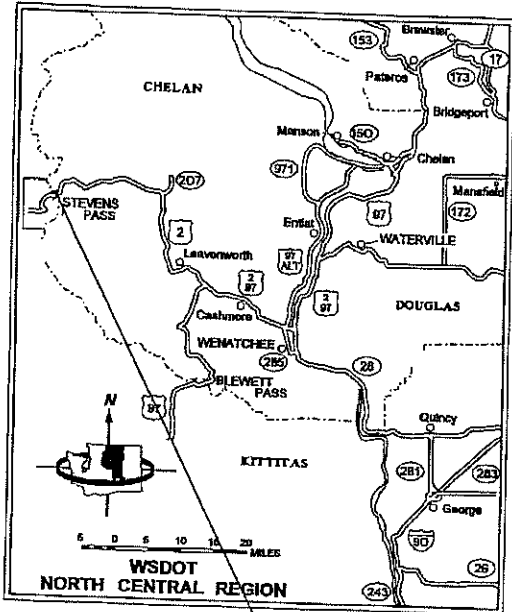 Brewster
153
17
Pateros
173
CHELAN
Bridgeport
Manson
150
Chelan
971
207
Mansfield
STEVENS
PASS
97
172
Entiat
2
WATERVILLE
Leavenworth
97
ALT
2
97
2
97
DOUGLAS
Cashmere
WENATCHEE
285
28
BLEWETT
PASS
97
N
Quincy
KITTITAS
281
283
George
90
5 0 5 10 15 20
MILES
26
WSDOT
NORTH CENTRAL REGION
243